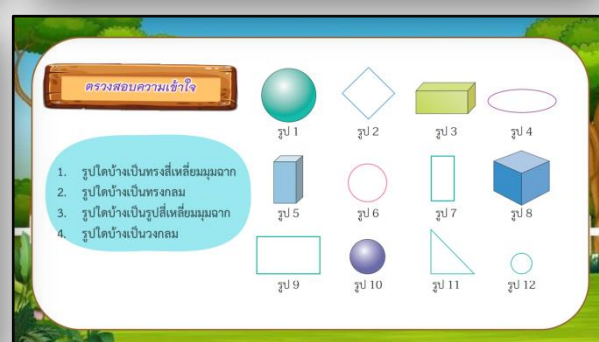 ตรวจสอบความเข้าใจ
1. รูปใดบ้างเป็นทรงสี่เหลี่ยมมุมฉาก
2. รูปใดบ้างเป็นทรงกลม
3. รูปใดบ้างเป็นรูปสี่เหลี่ยมมุมฉาก
4. รูปใดบ้างเป็นวงกลม
รูป 1 รูป 2 รูป 3 รูป 4
รูป 5 รูป 6 รูป 7 รูป 8
รูป 9 รูป 10 รูป 11 รูป 12